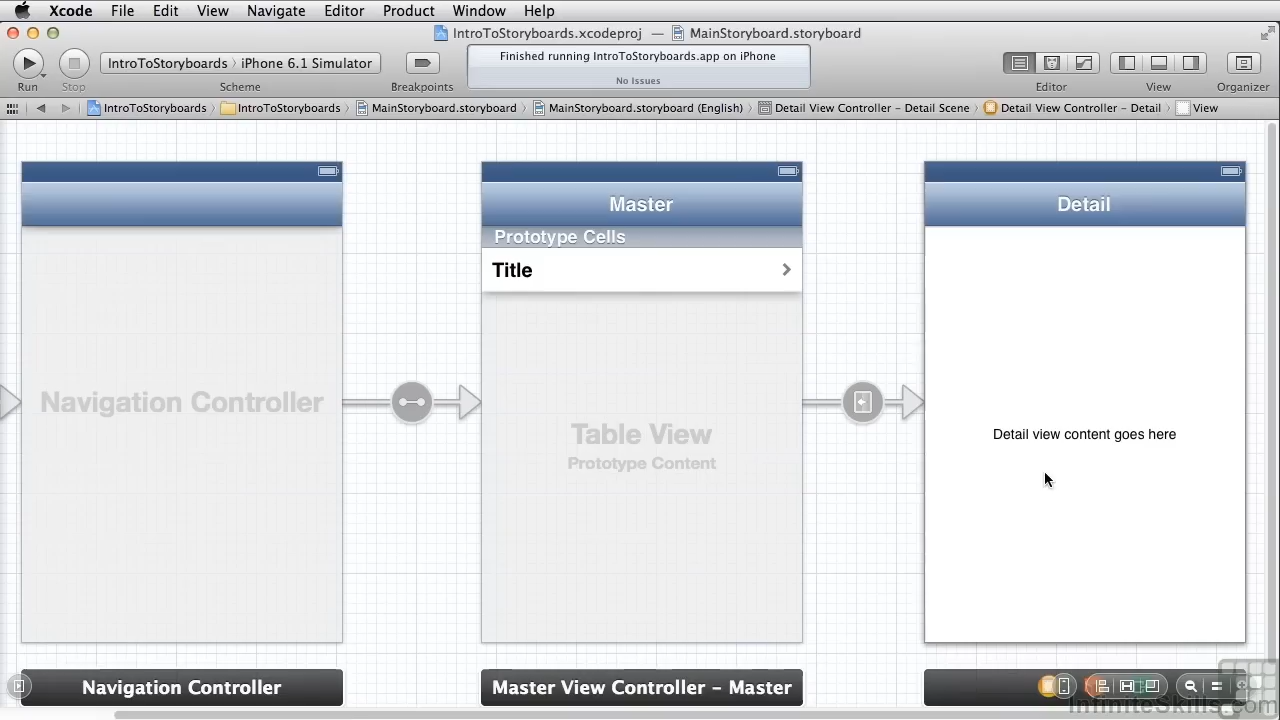 Xcode File Edit View Navigate Editor Product Window Help
IntroToStoryboards.xcodeproj — MainStoryboard.storyboard
IntroToStoryboards iPhone 6.1 Simulator
Finished running IntroToStoryboards.app on iPhone
No Issues
Run Stop Scheme Breakpoints Editor View Organizer
IntroToStoryboards IntroToStoryboards MainStoryboard.storyboard MainStoryboard.storyboard (English) Detail View Controller – Detail Scene Detail View Controller – Detail View
Master
Detail
Prototype Cells
Title
Navigation Controller
Table View
Prototype Content
Detail view content goes here
Navigation Controller
Master View Controller – Master
InfiniteSkills.com